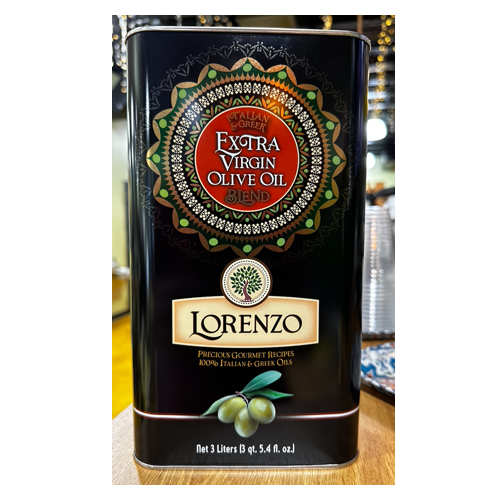 ITALIAN
& GREEK
EXTRA
VIRGIN
OLIVE OIL
BLEND
LORENZO
PRECIOUS GOURMET RECIPES
100% ITALIAN & GREEK OILS
Net 3 Liters (3 qt. 5.4 fl. oz.)